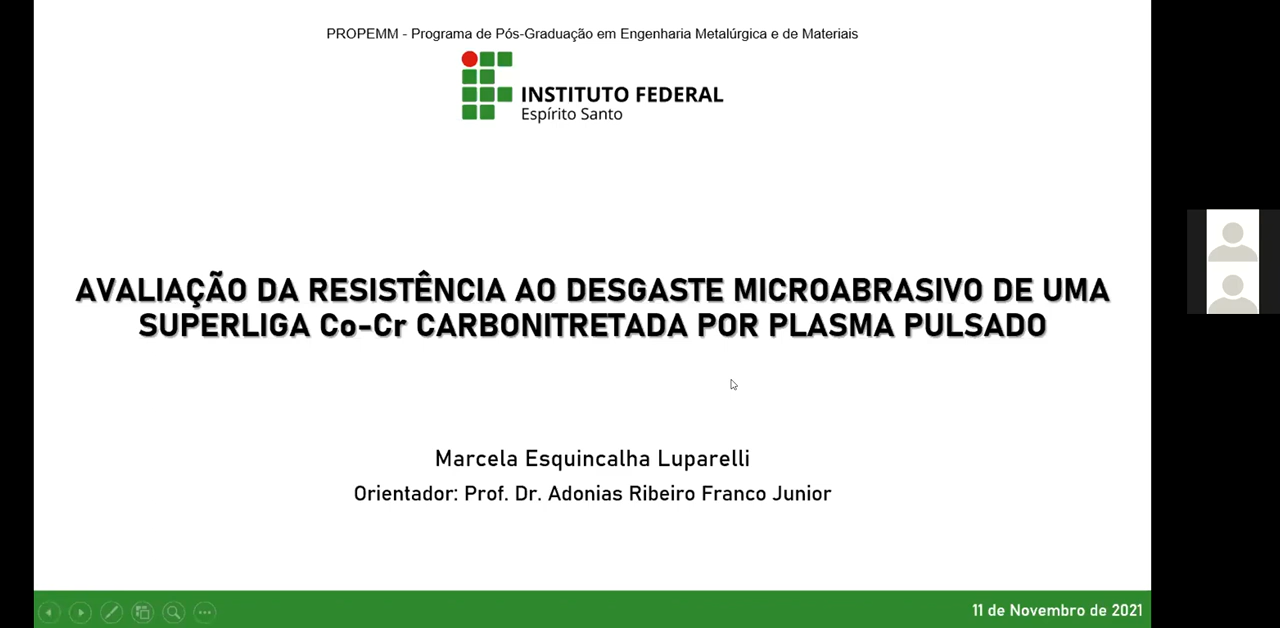 PROPEMM - Programa de Pós-Graduação em Engenharia Metalúrgica e de Materiais
INSTITUTO FEDERAL
Espírito Santo
AVALIAÇÃO DA RESISTÊNCIA AO DESGASTE MICROABRASIVO DE UMA
SUPERLIGA Co-Cr CARBONITRETADA POR PLASMA PULSADO
Marcela Esquincalha Luparelli
Orientador: Prof. Dr. Adonias Ribeiro Franco Junior
11 de Novembro de 2021